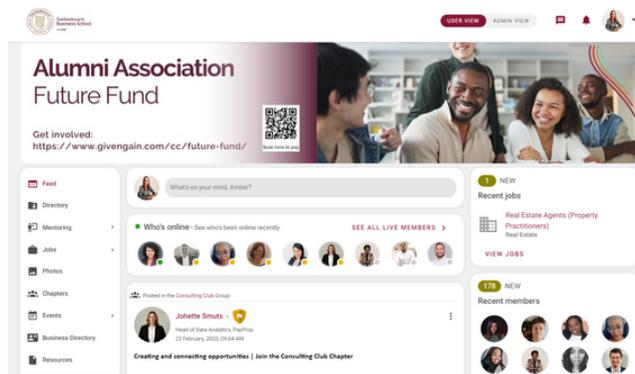 Stellenbosch
Business School
ALUMNI
USER VIEW
ADMIN VIEW
Alumni Association
Future Fund
Get involved:
https://www.givengain.com/cc/future-fund/
Scan here to pay
Feed
Directory
Mentoring
Jobs
Photos
Chapters
Events
Business Directory
Resources
What's on your mind, Amber?
Who's online - See who's been online recently
SEE ALL LIVE MEMBERS
Posted in the Consulting Club Group
Johette Smuts -
Head of Data Analytics, PayProp
22 February, 2023, 09:04 AM
Creating and connecting opportunities | Join the Consulting Club Chapter
1 NEW
Recent jobs
Real Estate Agents (Property
Practitioners)
Real Estate
VIEW JOBS
178 NEW
Recent members